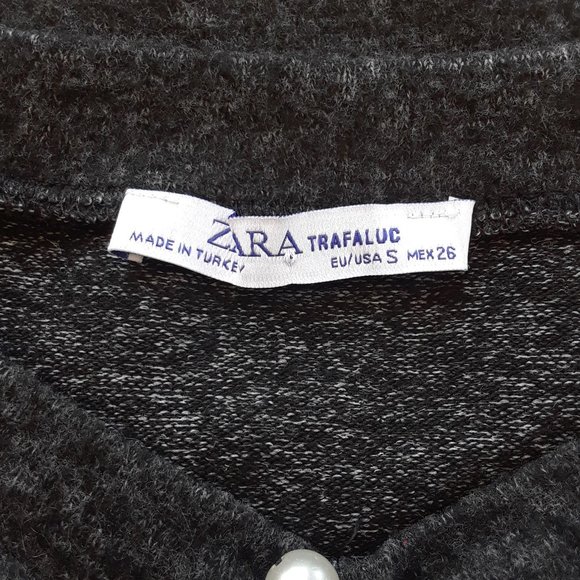 ZARA TRAFALUC
MADE IN TURKEY
EU/USA S MEX 26